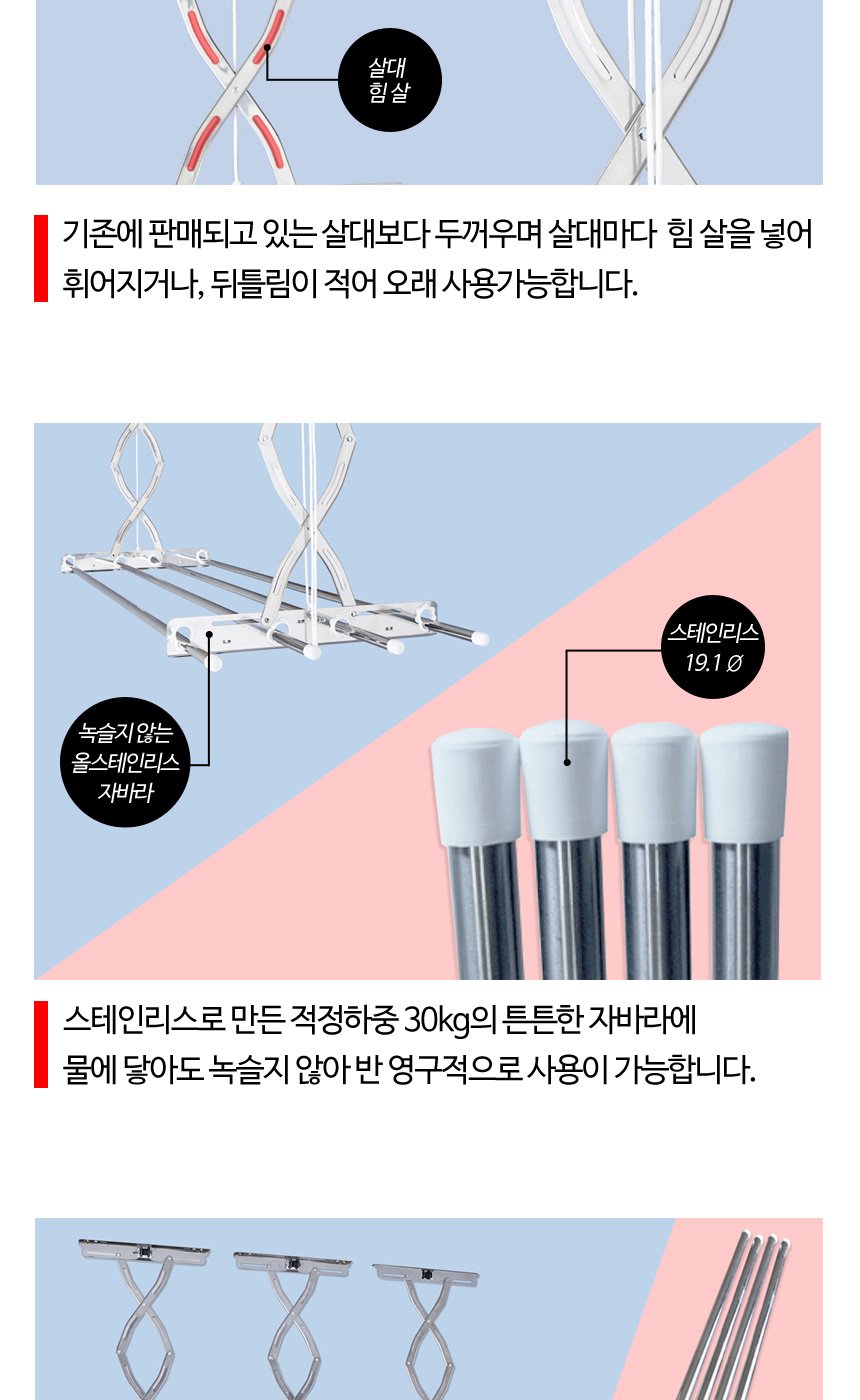 살대
힘 살
기존에 판매되고 있는 살대보다 두꺼우며 살대마다 힘 살을 넣어
휘어지거나, 뒤틀림이 적어 오래 사용가능합니다.
스테인리스
19.1 Ø
녹슬지 않는
올스테인리스
자바라
스테인리스로 만든 적정하중 30kg의 튼튼한 자바라에
물에 닿아도 녹슬지 않아 반 영구적으로 사용이 가능합니다.